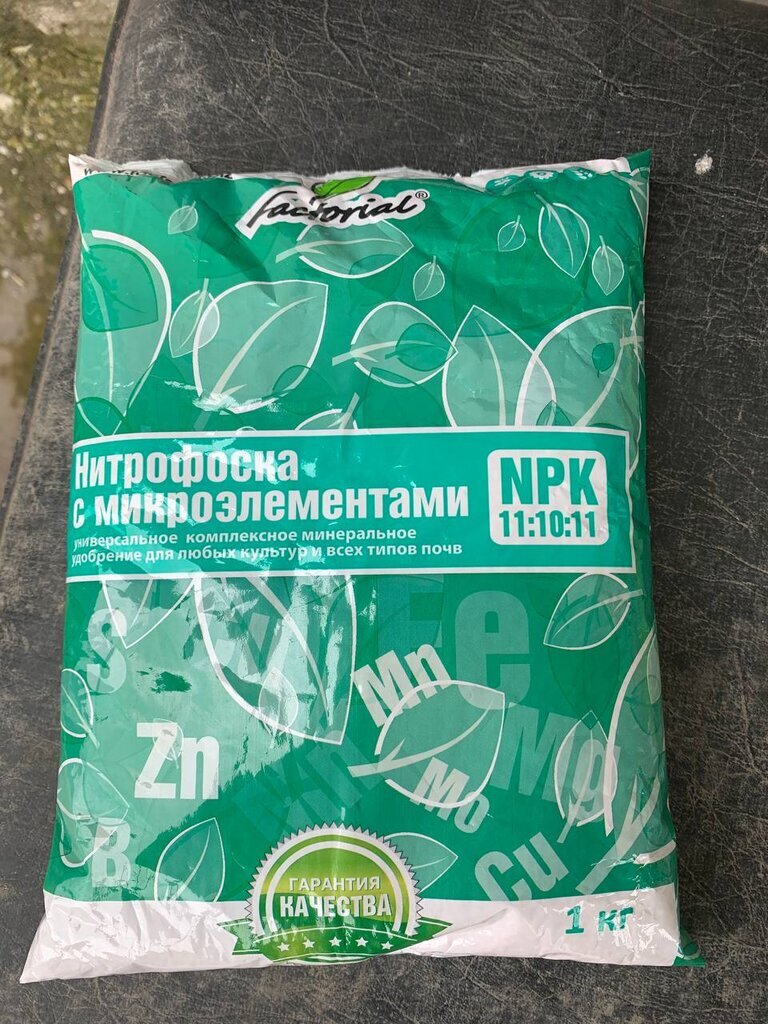 Factorial®
Нитрофоска
с микроэлементами
универсальное комплексное минеральное
удобрение для любых культур и всех типов почв
NPK
11:10:11
S
Fe
Mn
Zn
Mg
Mo
B
Cu
ГАРАНТИЯ
КАЧЕСТВА
1 кг